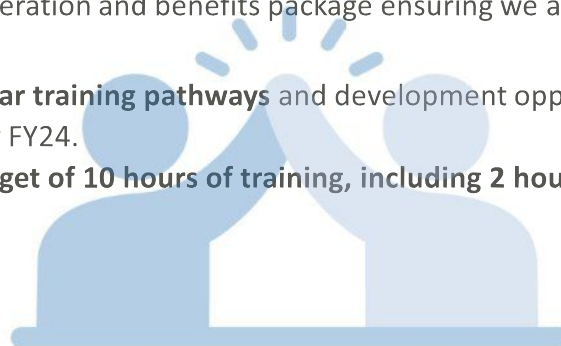 eration and benefits package ensuring we a
ar training pathways and development opp
FY24.
get of 10 hours of training, including 2 hou